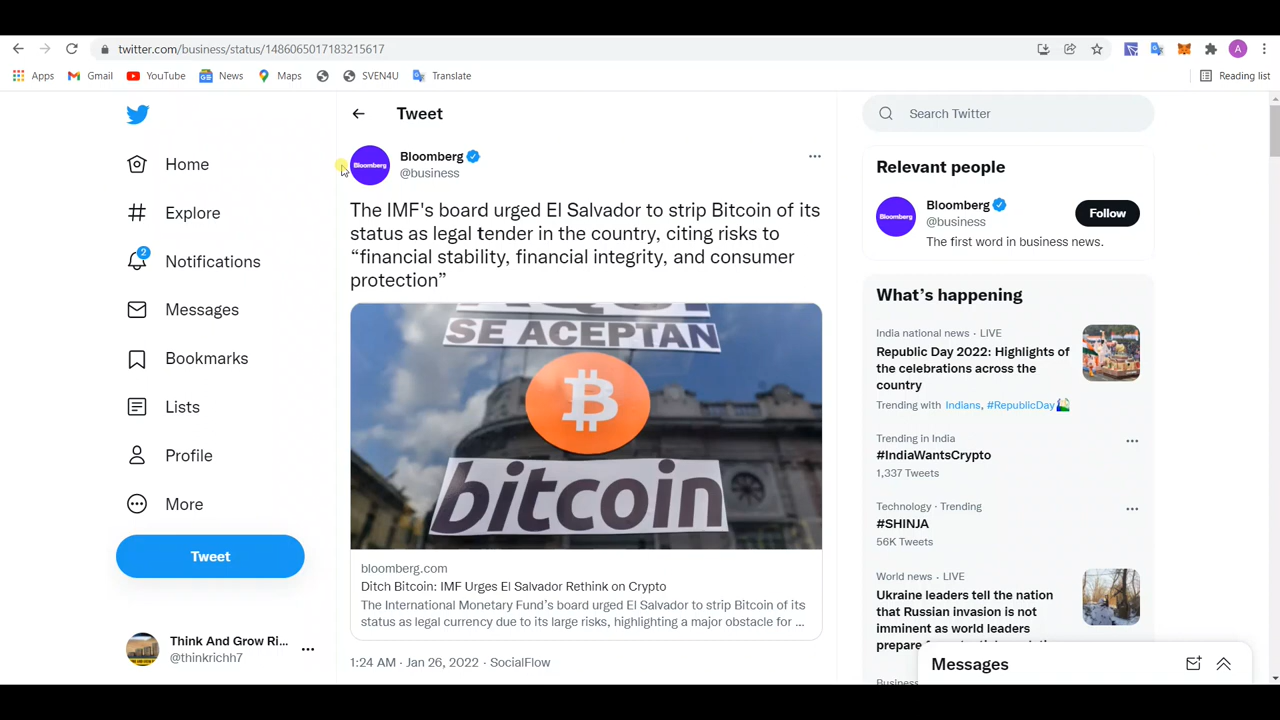 twitter.com/business/status/1486065017183215617
Apps Gmail YouTube News Maps SVEN4U Translate Reading list
A
Tweet
Search Twitter
Home
Explore
2
Notifications
Messages
Bookmarks
Lists
Profile
More
Tweet
Think And Grow Ri...
@thinkrichh7
Bloomberg
Bloomberg
@business
The IMF's board urged El Salvador to strip Bitcoin of its
status as legal tender in the country, citing risks to
“financial stability, financial integrity, and consumer
protection”
SE ACEPTAN
bitcoin
bloomberg.com
Ditch Bitcoin: IMF Urges El Salvador Rethink on Crypto
The International Monetary Fund’s board urged El Salvador to strip Bitcoin of its
status as legal currency due to its large risks, highlighting a major obstacle for ...
1:24 AM · Jan 26, 2022 · SocialFlow
Relevant people
Bloomberg
Bloomberg
@business
Follow
The first word in business news.
What’s happening
India national news · LIVE
Republic Day 2022: Highlights of
the celebrations across the
country
Trending with Indians, #RepublicDay
Trending in India
#IndiaWantsCrypto
1,337 Tweets
Technology · Trending
#SHINJA
56K Tweets
World news · LIVE
Ukraine leaders tell the nation
that Russian invasion is not
imminent as world leaders
Messages